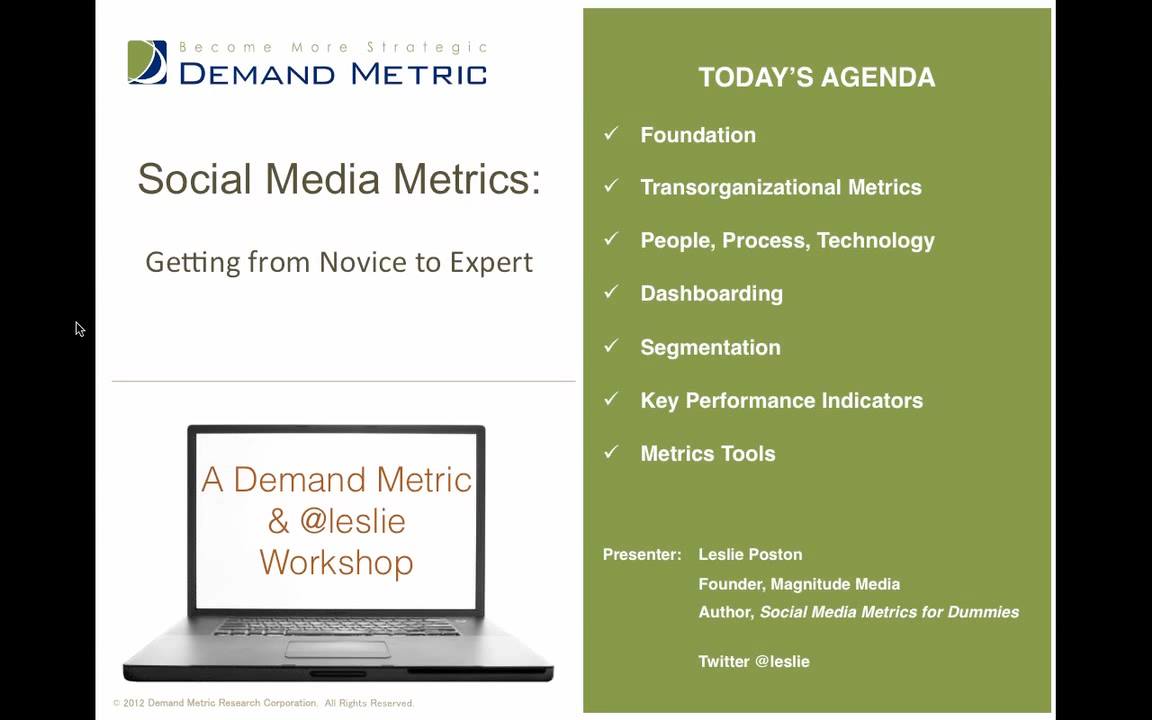 Become More Strategic
DEMAND METRIC
Social Media Metrics:
Getting from Novice to Expert
A Demand Metric
& @leslie
Workshop
© 2012 Demand Metric Research Corporation. All Rights Reserved.
TODAY'S AGENDA
✓ Foundation
✓ Transorganizational Metrics
✓ People, Process, Technology
✓ Dashboarding
✓ Segmentation
✓ Key Performance Indicators
✓ Metrics Tools
Presenter: Leslie Poston
Founder, Magnitude Media
Author, Social Media Metrics for Dummies
Twitter @leslie